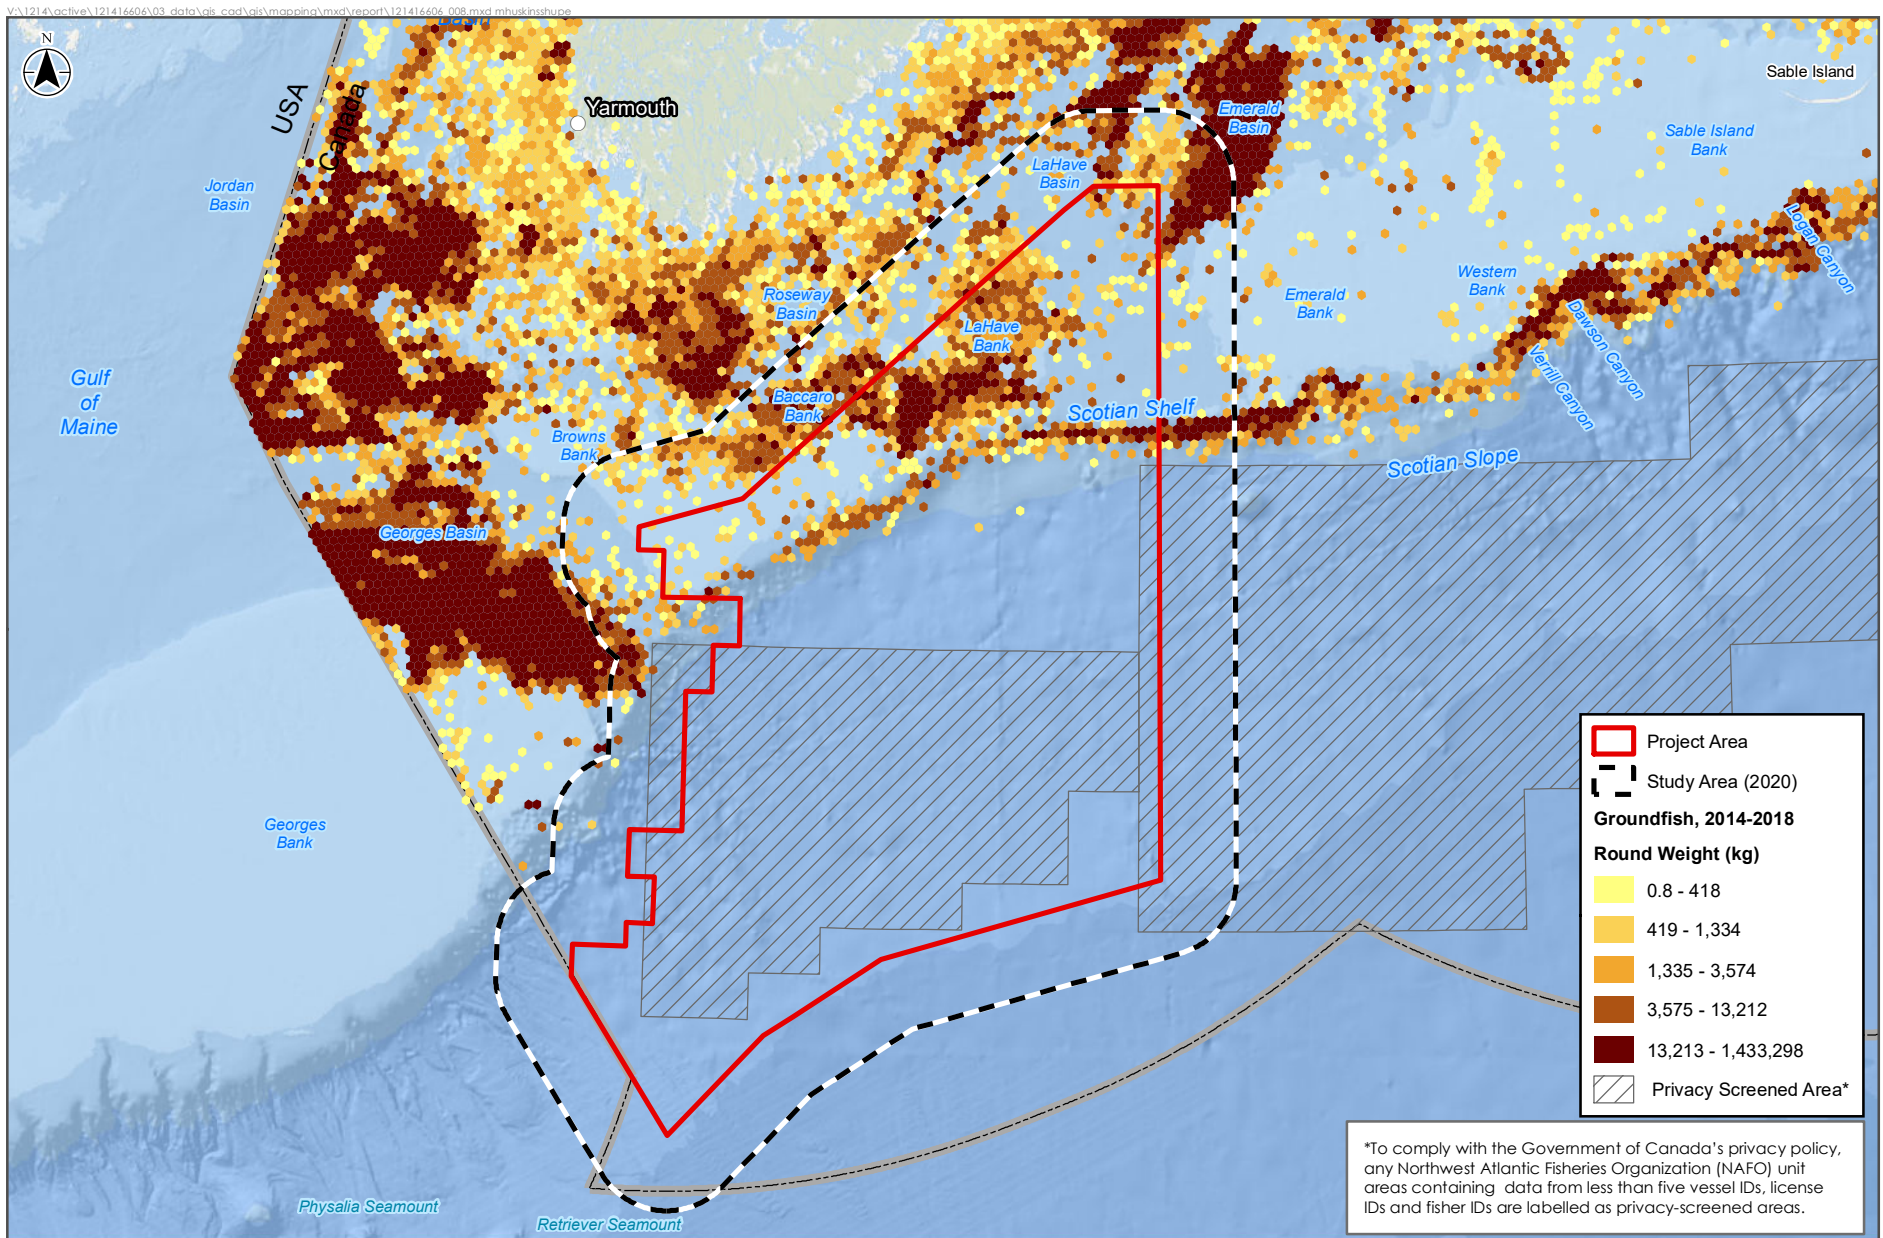 V:\1214\active\121416606\03_data\gis_cad\gis\mapping\mxd\report\121416606_008.mxd mhuskinsshupe
Basin
N
USA
Canada
Yarmouth
Sable Island
Emerald
Basin
Sable Island
Bank
LaHave
Basin
Jordan
Basin
Logan Canyon
Western
Bank
Roseway
Basin
Emerald
Bank
LaHave
Bank
Dawson Canyon
Verrill Canyon
Gulf
of
Maine
Baccaro
Bank
Scotian Shelf
Browns
Bank
Scotian Slope
Georges Basin
Georges
Bank
Physalia Seamount
Retriever Seamount
Project Area
Study Area (2020)
Groundfish, 2014-2018
Round Weight (kg)
0.8 - 418
419 - 1,334
1,335 - 3,574
3,575 - 13,212
13,213 - 1,433,298
Privacy Screened Area*
*To comply with the Government of Canada's privacy policy,
any Northwest Atlantic Fisheries Organization (NAFO) unit
areas containing data from less than five vessel IDs, license
IDs and fisher IDs are labelled as privacy-screened areas.